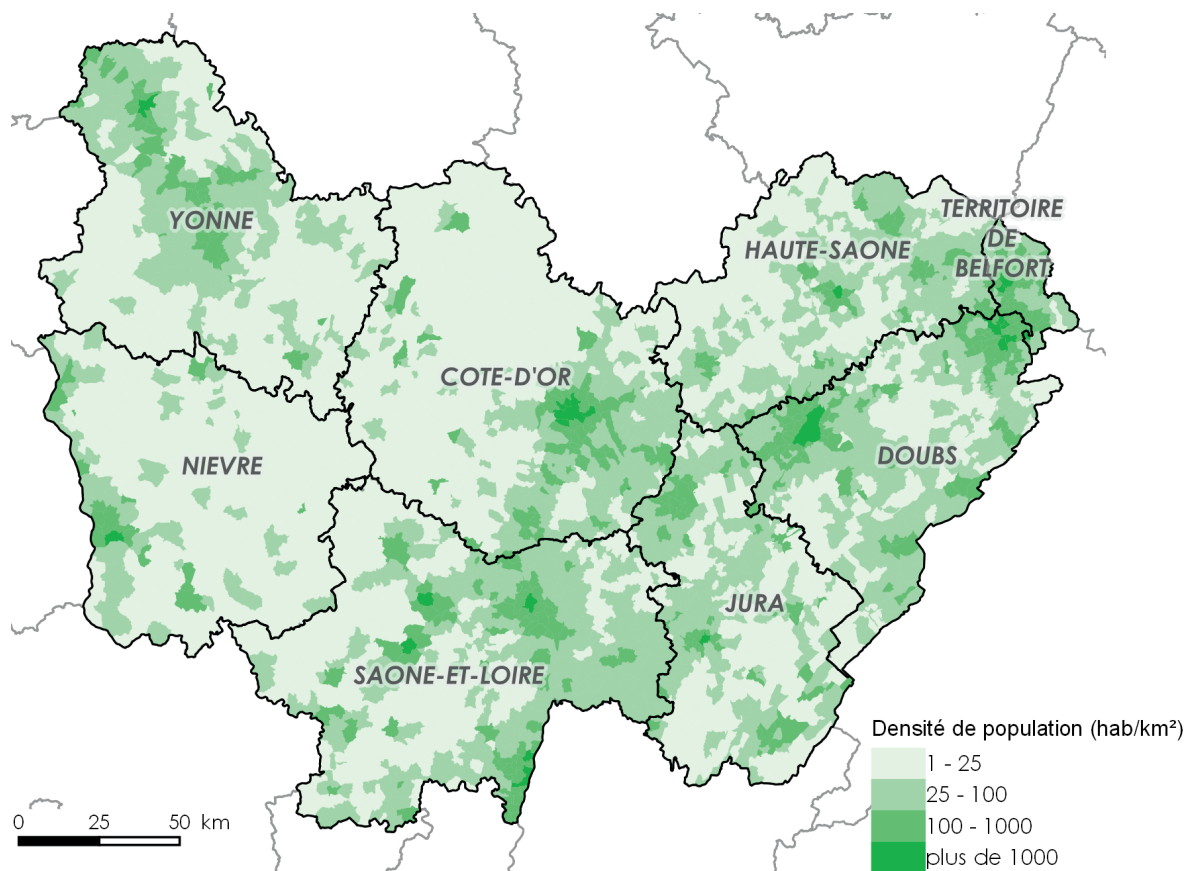 YONNE
TERRITOIRE
DE
BELFORT
HAUTE-SAONE
COTE-D'OR
NIEVRE
DOUBS
JURA
SAONE-ET-LOIRE
Densité de population (hab/km²)
1 - 25
25 - 100
100 - 1000
plus de 1000
0 25 50 km